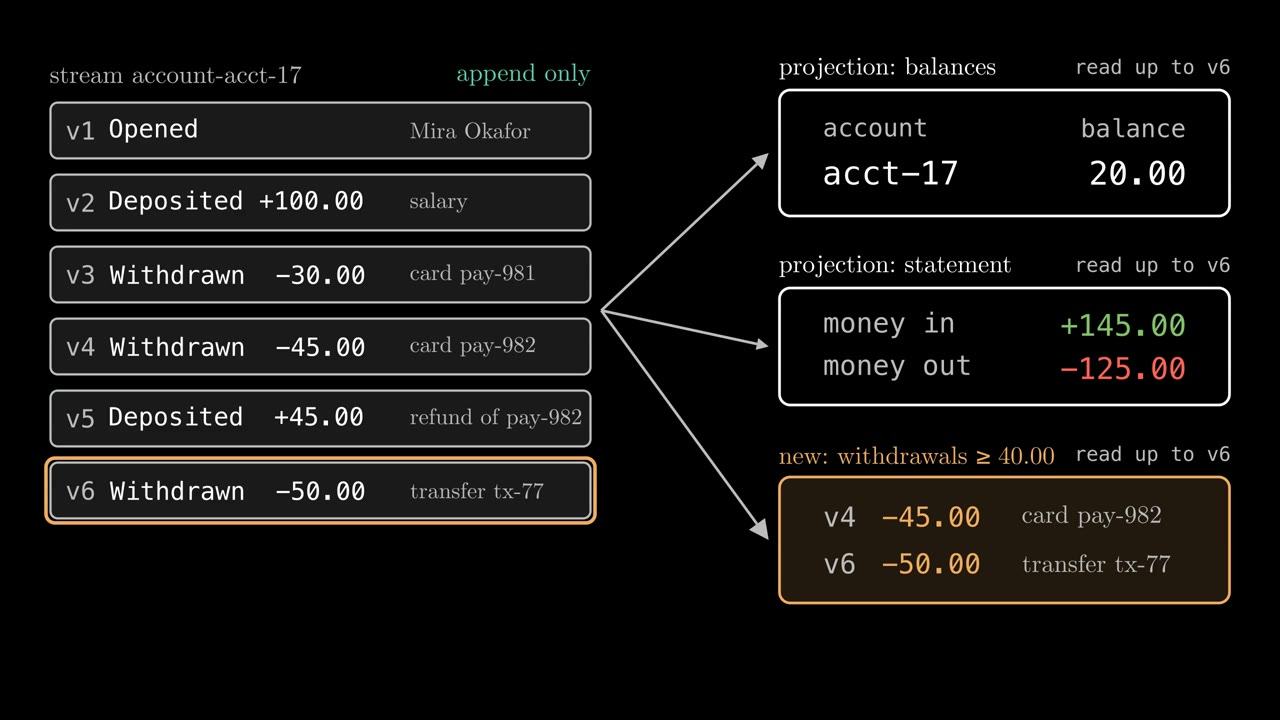 stream account-acct-17 append only
v1 Opened Mira Okafor
v2 Deposited +100.00 salary
v3 Withdrawn −30.00 card pay-981
v4 Withdrawn −45.00 card pay-982
v5 Deposited +45.00 refund of pay-982
v6 Withdrawn −50.00 transfer tx-77
projection: balances read up to v6
account balance
acct−17 20.00
projection: statement read up to v6
money in +145.00
money out −125.00
new: withdrawals ≥ 40.00 read up to v6
v4 −45.00 card pay-982
v6 −50.00 transfer tx-77